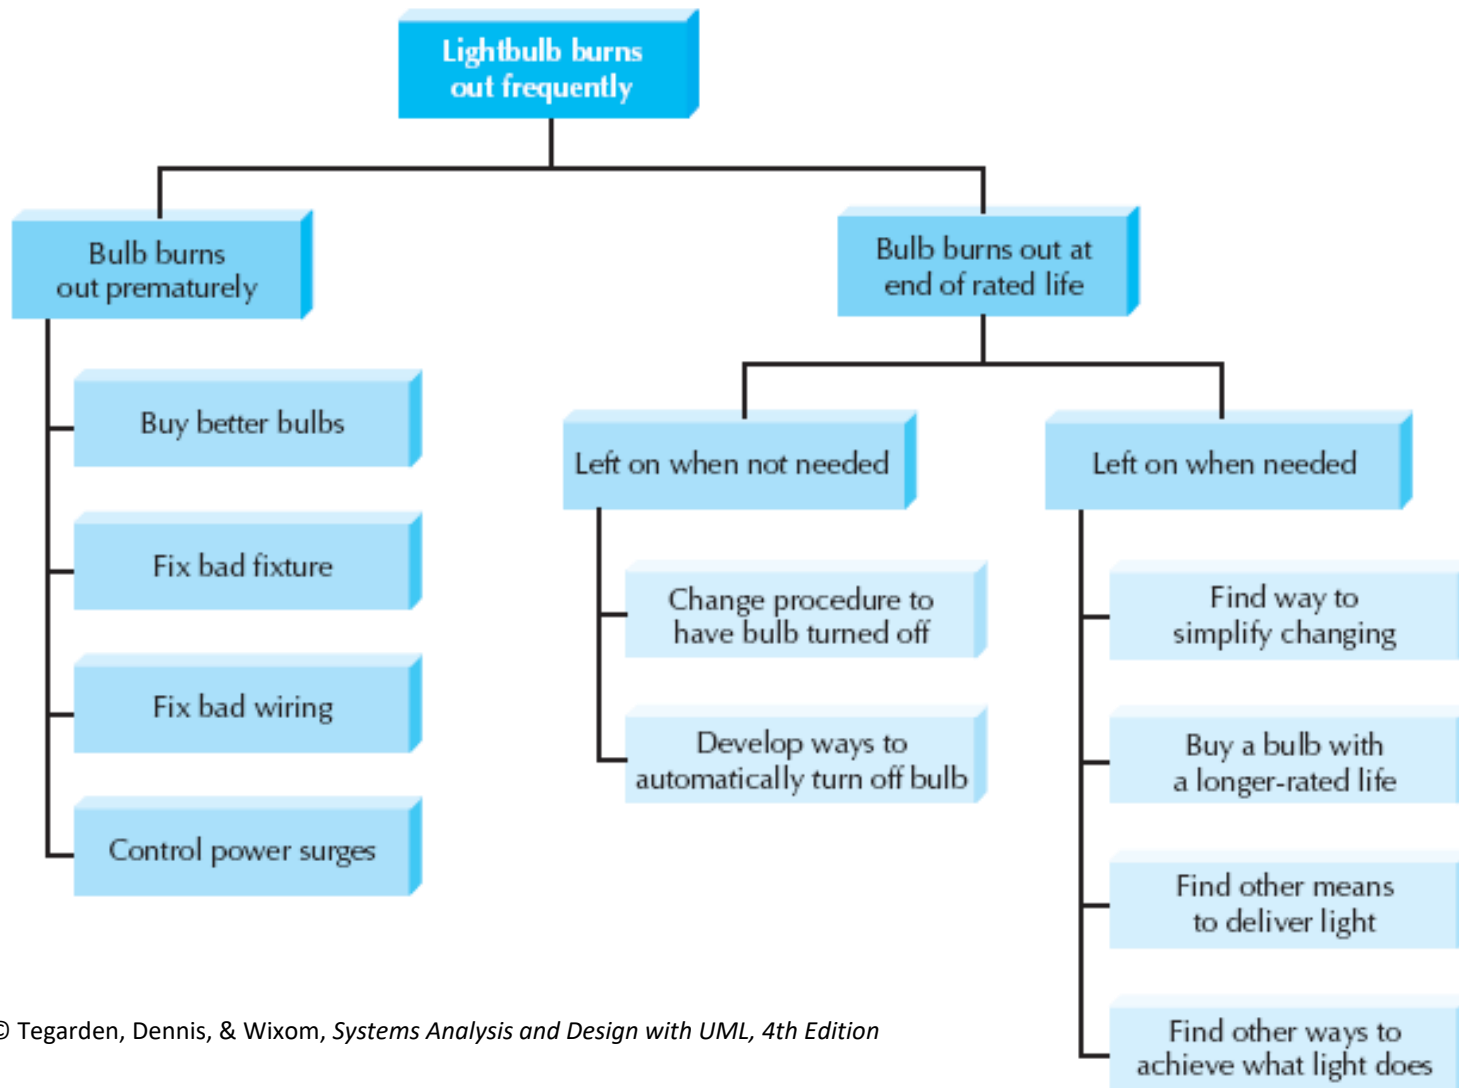 Lightbulb burns
out frequently
Bulb burns
out prematurely
Buy better bulbs
Fix bad fixture
Fix bad wiring
Control power surges
Bulb burns out at
end of rated life
Left on when not needed
Change procedure to
have bulb turned off
Develop ways to
automatically turn off bulb
Left on when needed
Find way to
simplify changing
Buy a bulb with
a longer-rated life
Find other means
to deliver light
Find other ways to
achieve what light does
© Tegarden, Dennis, & Wixom, Systems Analysis and Design with UML, 4th Edition